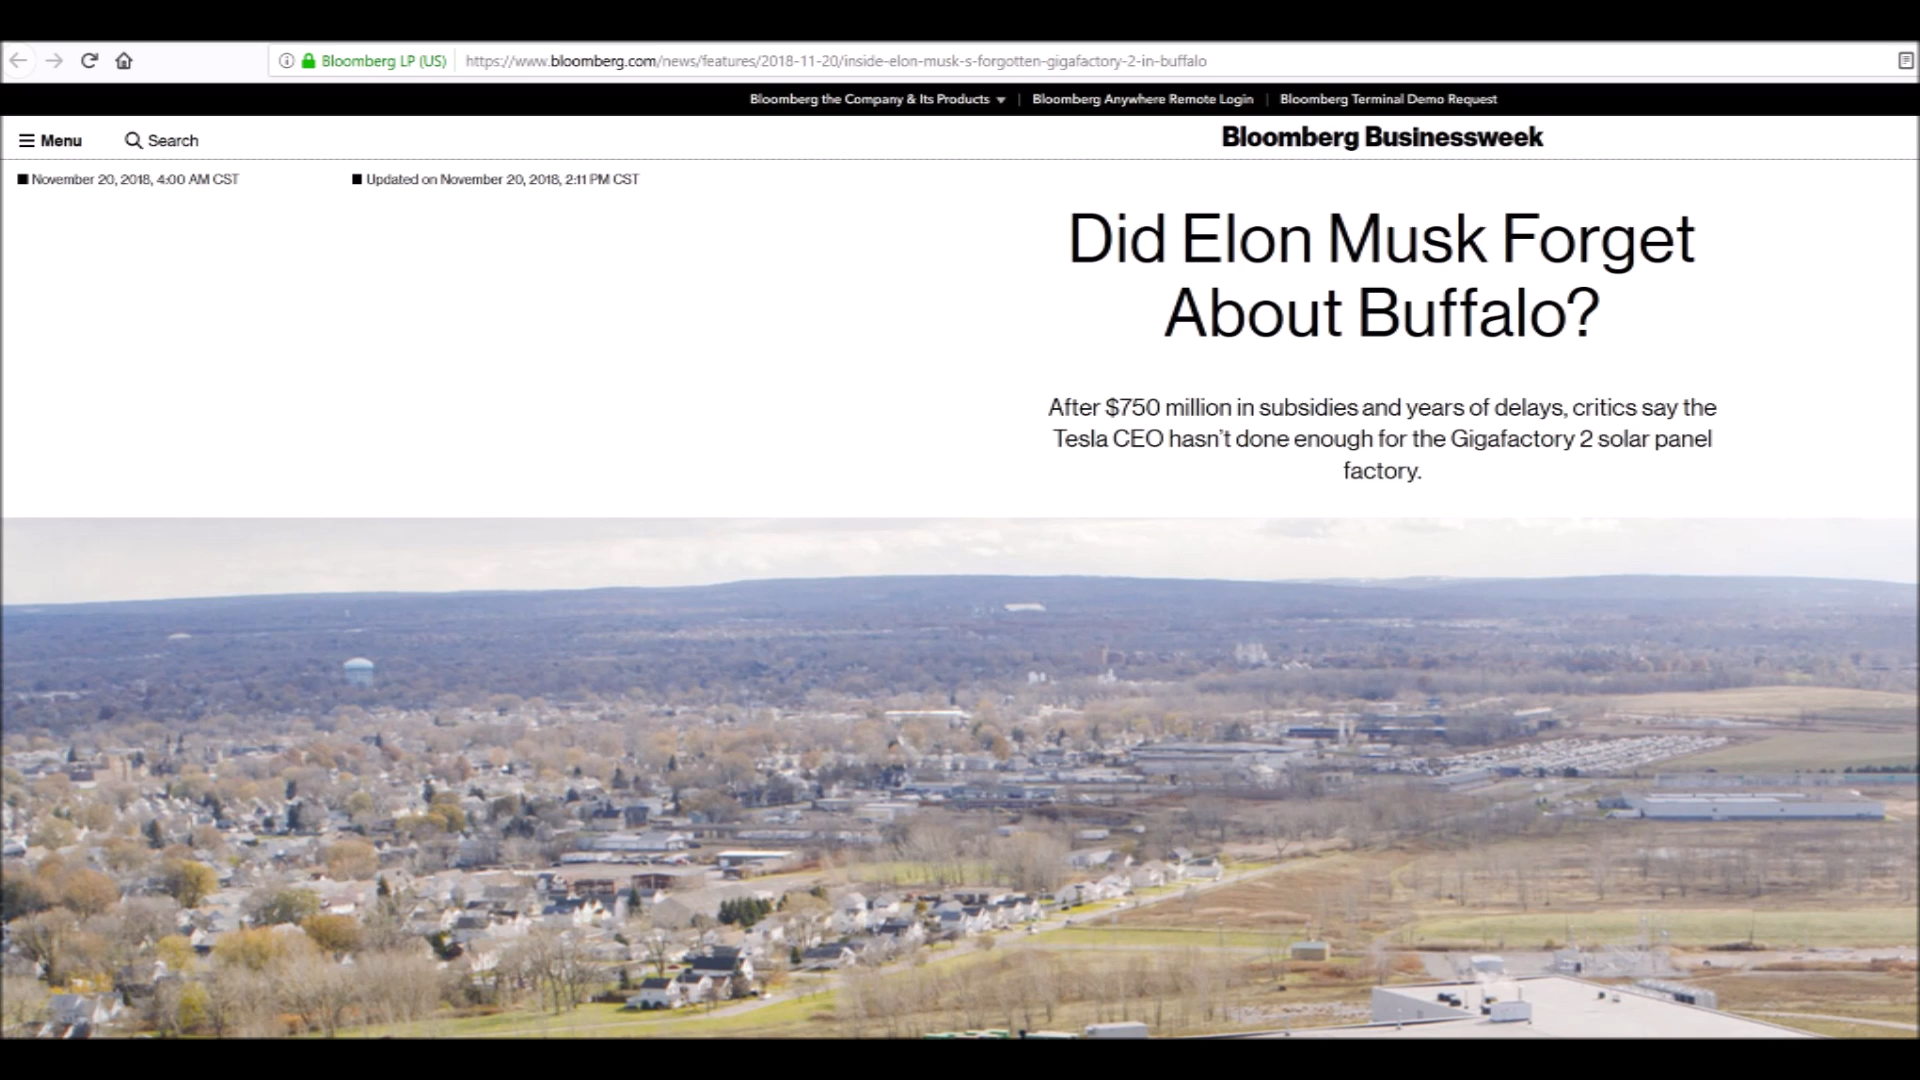 Bloomberg LP (US) https://www.bloomberg.com/news/features/2018-11-20/inside-elon-musk-s-forgotten-gigafactory-2-in-buffalo
Bloomberg the Company & Its Products ▼ | Bloomberg Anywhere Remote Login | Bloomberg Terminal Demo Request
Menu Search Bloomberg Businessweek
November 20, 2018, 4:00 AM CST Updated on November 20, 2018, 2:11 PM CST
Did Elon Musk Forget
About Buffalo?
After $750 million in subsidies and years of delays, critics say the
Tesla CEO hasn't done enough for the Gigafactory 2 solar panel
factory.